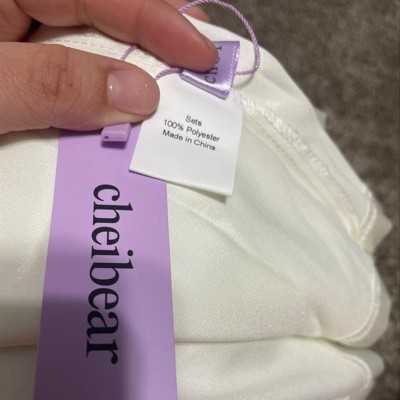 Sets
100% Polyester
Made in China
cheibear